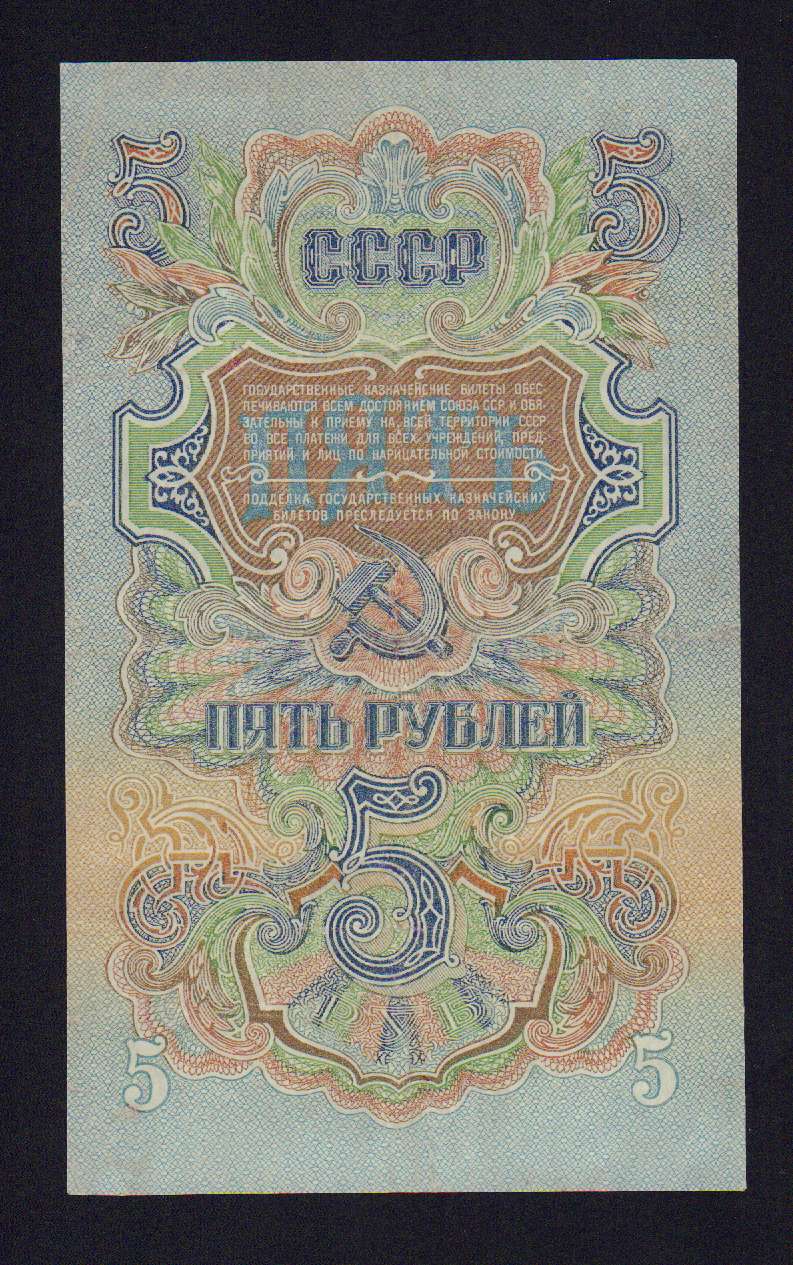 5 5
СССР
ГОСУДАРСТВЕННЫЕ КАЗНАЧЕЙСКИЕ БИЛЕТЫ ОБЕС
ПЕЧИВАЮТСЯ ВСЕМ ДОСТОЯНИЕМ СОЮЗА ССР И ОБЯ
ЗАТЕЛЬНЫ К ПРИЕМУ НА ВСЕЙ ТЕРРИТОРИИ СССР
ВО ВСЕ ПЛАТЕЖИ ДЛЯ ВСЕХ УЧРЕЖДЕНИЙ, ПРЕД
ПРИЯТИЙ И ЛИЦ ПО НАРИЦАТЕЛЬНОЙ СТОИМОСТИ.
ПЯТЬ
ПОДДЕЛКА ГОСУДАРСТВЕННЫХ КАЗНАЧЕЙСКИХ
БИЛЕТОВ ПРЕСЛЕДУЕТСЯ ПО ЗАКОНУ
ПЯТЬ РУБЛЕЙ
5
5 5